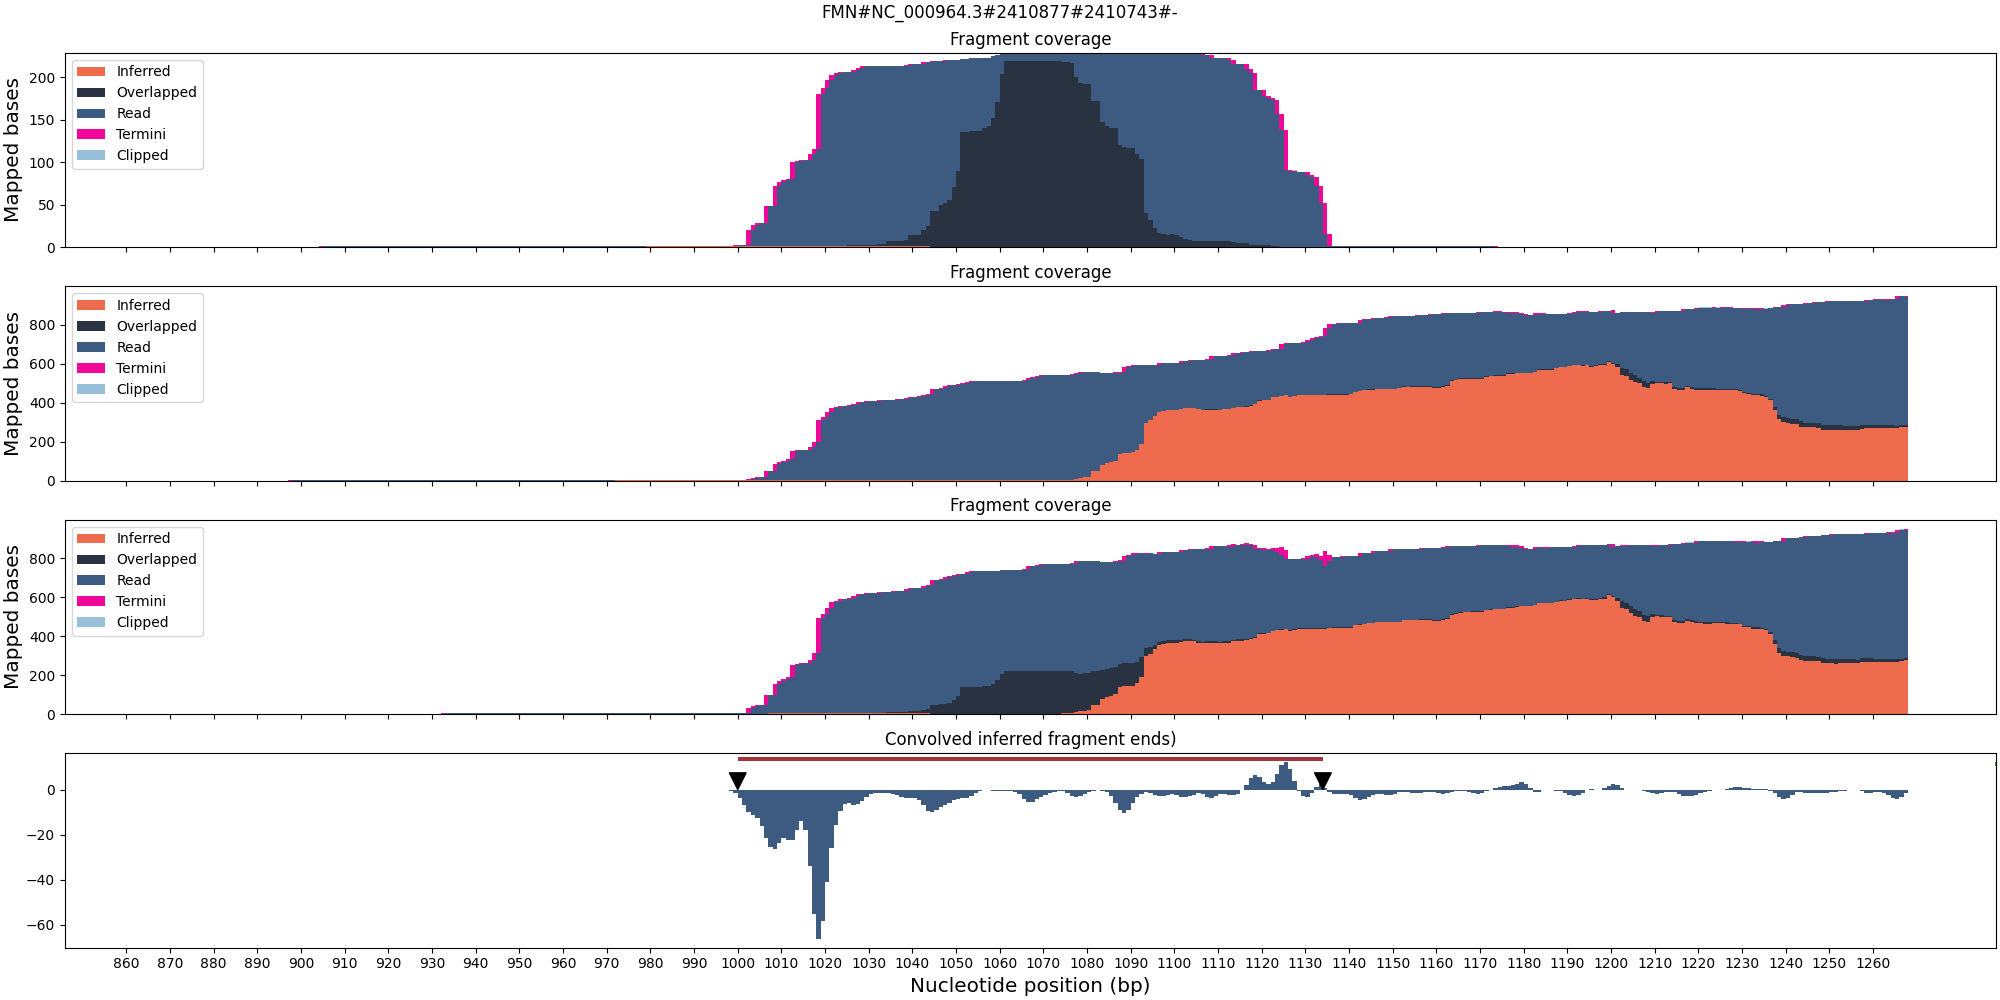 FMN#NC_000964.3#2410877#2410743#-
Fragment coverage
Mapped bases
200
150
100
50
0
Inferred
Overlapped
Read
Termini
Clipped
Fragment coverage
Mapped bases
800
600
400
200
0
Inferred
Overlapped
Read
Termini
Clipped
Fragment coverage
Mapped bases
800
600
400
200
0
Inferred
Overlapped
Read
Termini
Clipped
Convolved inferred fragment ends)
0
−20
−40
−60
860 870 880 890 900 910 920 930 940 950 960 970 980 990 1000 1010 1020 1030 1040 1050 1060 1070 1080 1090 1100 1110 1120 1130 1140 1150 1160 1170 1180 1190 1200 1210 1220 1230 1240 1250 1260
Nucleotide position (bp)